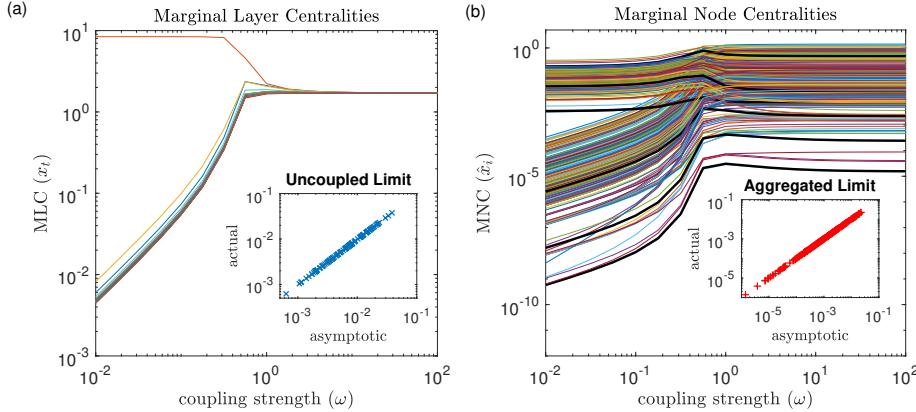 (a)
Marginal Layer Centralities
MLC (x_t)
10^1
10^0
10^-1
10^-2
10^-3
10^-2
10^-1
10^0
10^1
10^2
coupling strength (ω)
Uncoupled Limit
actual
10^-1
10^-2
10^-3
10^-3
10^-2
10^-1
asymptotic
(b)
Marginal Node Centralities
MNC (x̂_i)
10^0
10^-5
10^-10
10^-2
10^-1
10^0
10^1
10^2
coupling strength (ω)
Aggregated Limit
actual
10^-1
10^-3
10^-5
10^-5
10^-3
10^-1
asymptotic